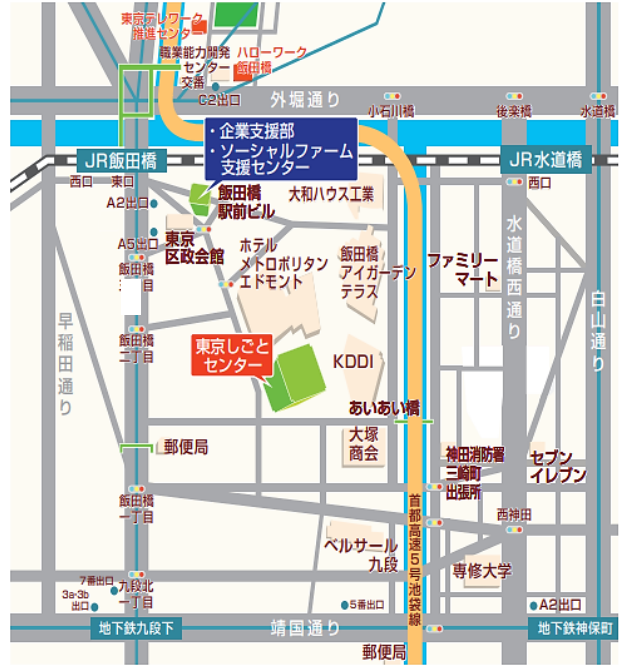 東京テレワーク
推進センター
職業能力開発
センター
ハローワーク
飯田橋
交番
C2出口
外堀通り
小石川橋
後楽橋
水道橋
・企業支援部
・ソーシャルファーム
支援センター
JR飯田橋
JR水道橋
西口
東口
西口
A2出口
飯田橋
駅前ビル
大和ハウス工業
A5出口
東京
区政会館
ホテル
メトロポリタン
エドモント
飯田橋
アイガーデン
テラス
ファミリー
マート
水道橋西通り
白山通り
飯田橋
目
早稲田通り
飯田橋
二丁目
東京しごと
センター
KDDI
あいあい橋
郵便局
大塚
商会
神田消防署
三崎町
出張所
セブン
イレブン
飯田橋
一丁目
首都高速5号池袋線
西神田
ベルサール
九段
専修大学
7番出口
3a・3b
出口
九段北
一丁目
5番出口
A2出口
地下鉄九段下
靖国通り
地下鉄神保町
郵便局